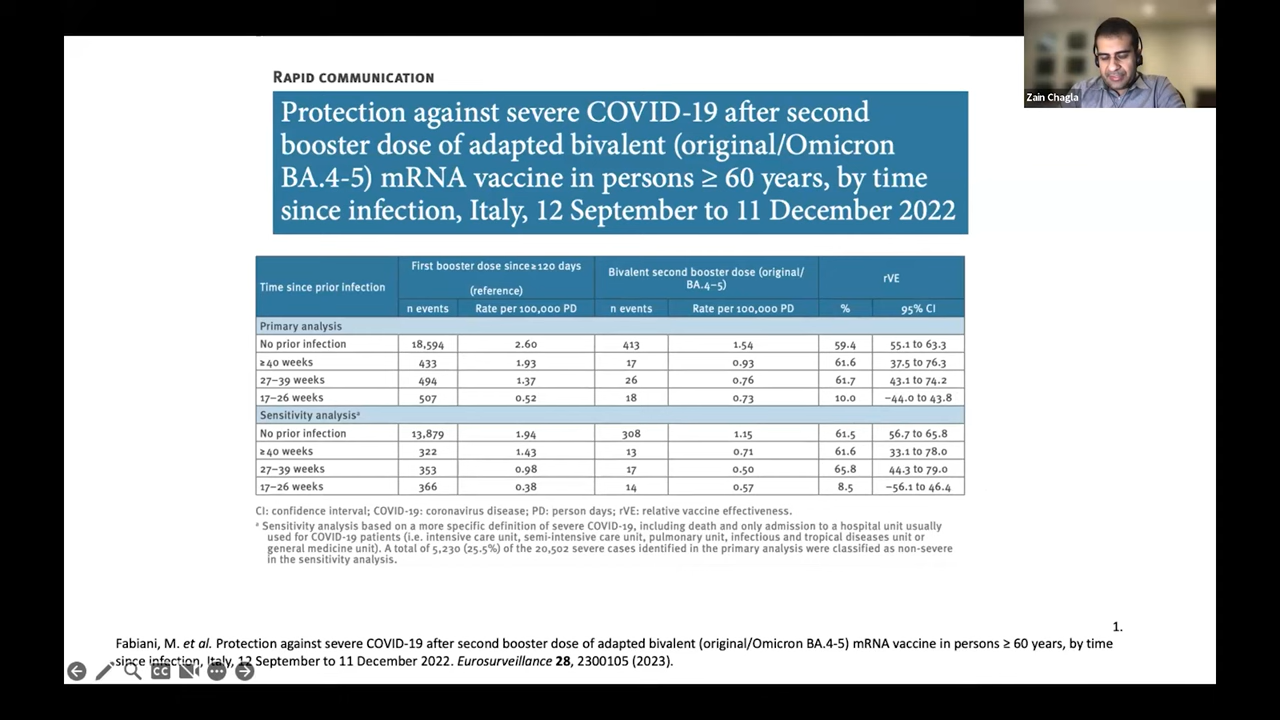 Zain Chagla
RAPID COMMUNICATION
Protection against severe COVID-19 after second
booster dose of adapted bivalent (original/Omicron
BA.4-5) mRNA vaccine in persons ≥ 60 years, by time
since infection, Italy, 12 September to 11 December 2022
Time since prior infection First booster dose since ≥120 days (reference) Bivalent second booster dose (original/ BA.4–5) rVE
n events Rate per 100,000 PD n events Rate per 100,000 PD % 95% CI
Primary analysis
No prior infection 18,594 2.60 413 1.54 59.4 55.1 to 63.3
≥40 weeks 433 1.93 17 0.93 61.6 37.5 to 76.3
27–39 weeks 494 1.37 26 0.76 61.7 43.1 to 74.2
17–26 weeks 507 0.52 18 0.73 10.0 −44.0 to 43.8
Sensitivity analysisᵃ
No prior infection 13,879 1.94 308 1.15 61.5 56.7 to 65.8
≥40 weeks 322 1.43 13 0.71 61.6 33.1 to 78.0
27–39 weeks 353 0.98 17 0.50 65.8 44.3 to 79.0
17–26 weeks 366 0.38 14 0.57 8.5 −56.1 to 46.4
CI: confidence interval; COVID-19: coronavirus disease; PD: person days; rVE: relative vaccine effectiveness.
ᵃ Sensitivity analysis based on a more specific definition of severe COVID-19, including death and only admission to a hospital unit usually
used for COVID-19 patients (i.e. intensive care unit, semi-intensive care unit, pulmonary unit, infectious and tropical diseases unit or
general medicine unit). A total of 5,230 (25.5%) of the 20,502 severe cases identified in the primary analysis were classified as non-severe
in the sensitivity analysis.
1.
Fabiani, M. et al. Protection against severe COVID-19 after second booster dose of adapted bivalent (original/Omicron BA.4-5) mRNA vaccine in persons ≥ 60 years, by time
since infection, Italy, 12 September to 11 December 2022. Eurosurveillance 28, 2300105 (2023).
CC